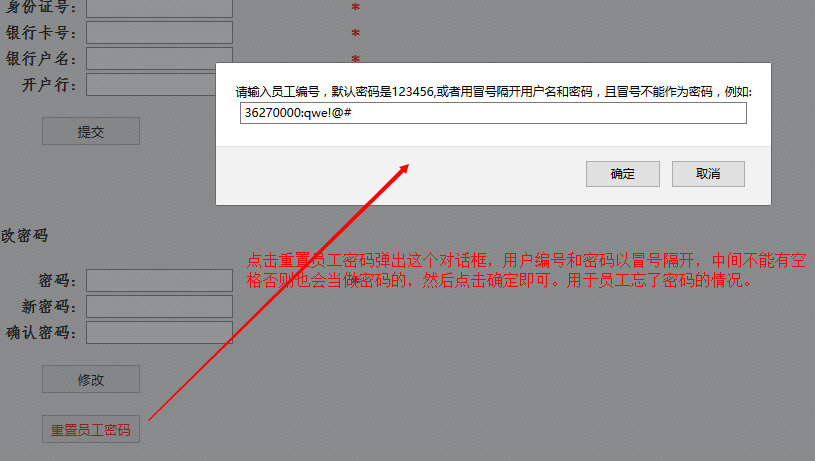 身份证号： *
银行卡号： *
银行户名： *
开户行：
提交
请输入员工编号，默认密码是123456,或者用冒号隔开用户名和密码，且冒号不能作为密码，例如:
36270000:qwe!@#
确定 取消
改密码
点击重置员工密码弹出这个对话框，用户编号和密码以冒号隔开，中间不能有空
密码： 格否则也会当做密码的，然后点击确定即可。用于员工忘了密码的情况。
新密码：
确认密码：
修改
重置员工密码